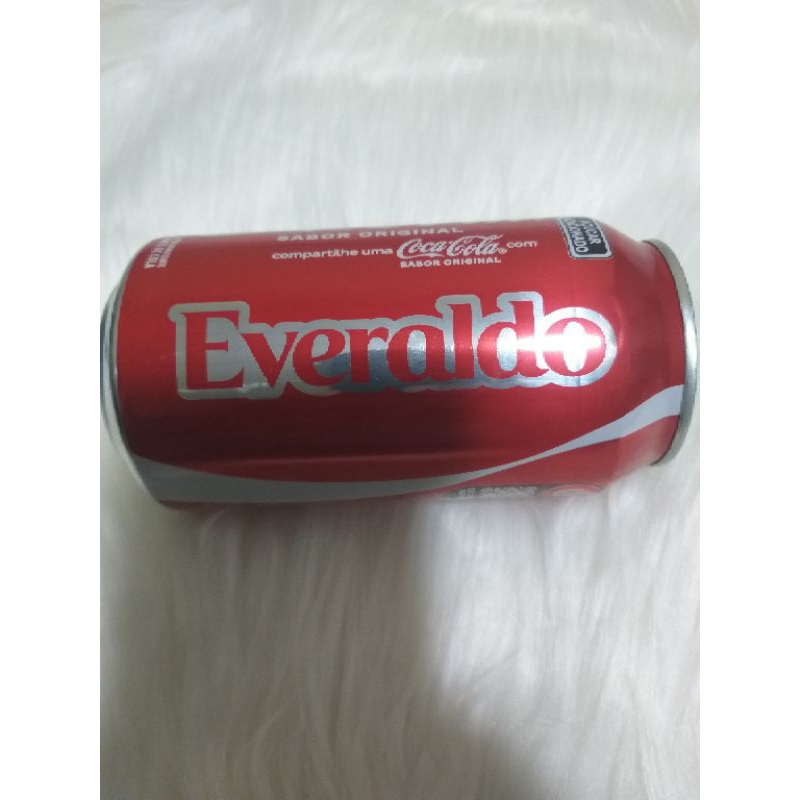 SABOR ORIGINAL
compartilhe uma Coca-Cola com
SABOR ORIGINAL
Everaldo